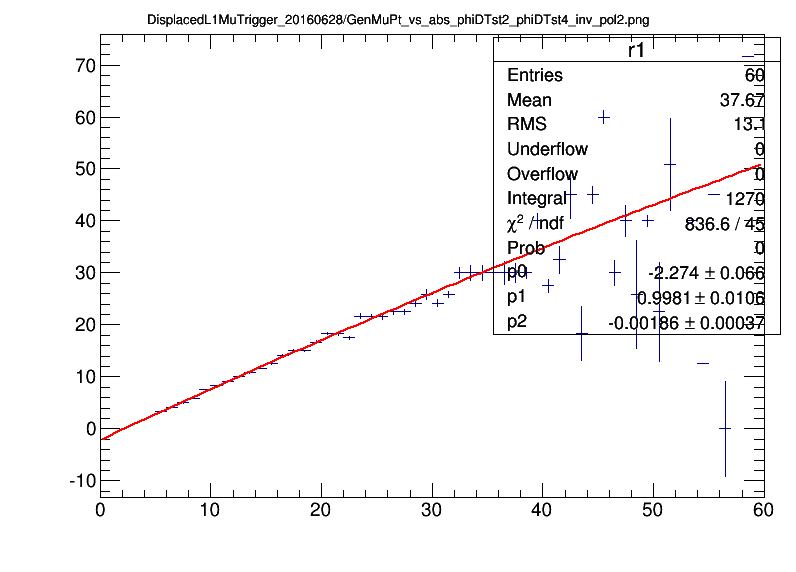 DisplacedL1MuTrigger_20160628/GenMuPt_vs_abs_phiDTst2_phiDTst4_inv_pol2.png
r1
Entries 60
Mean 37.67
RMS 13.1
Underflow 0
Overflow 0
Integral 1270
χ² / ndf 836.6 / 45
Prob 0
p0 -2.274 ± 0.066
p1 0.9981 ± 0.0106
p2 -0.00186 ± 0.00037
70
60
50
40
30
20
10
0
-10
0 10 20 30 40 50 60